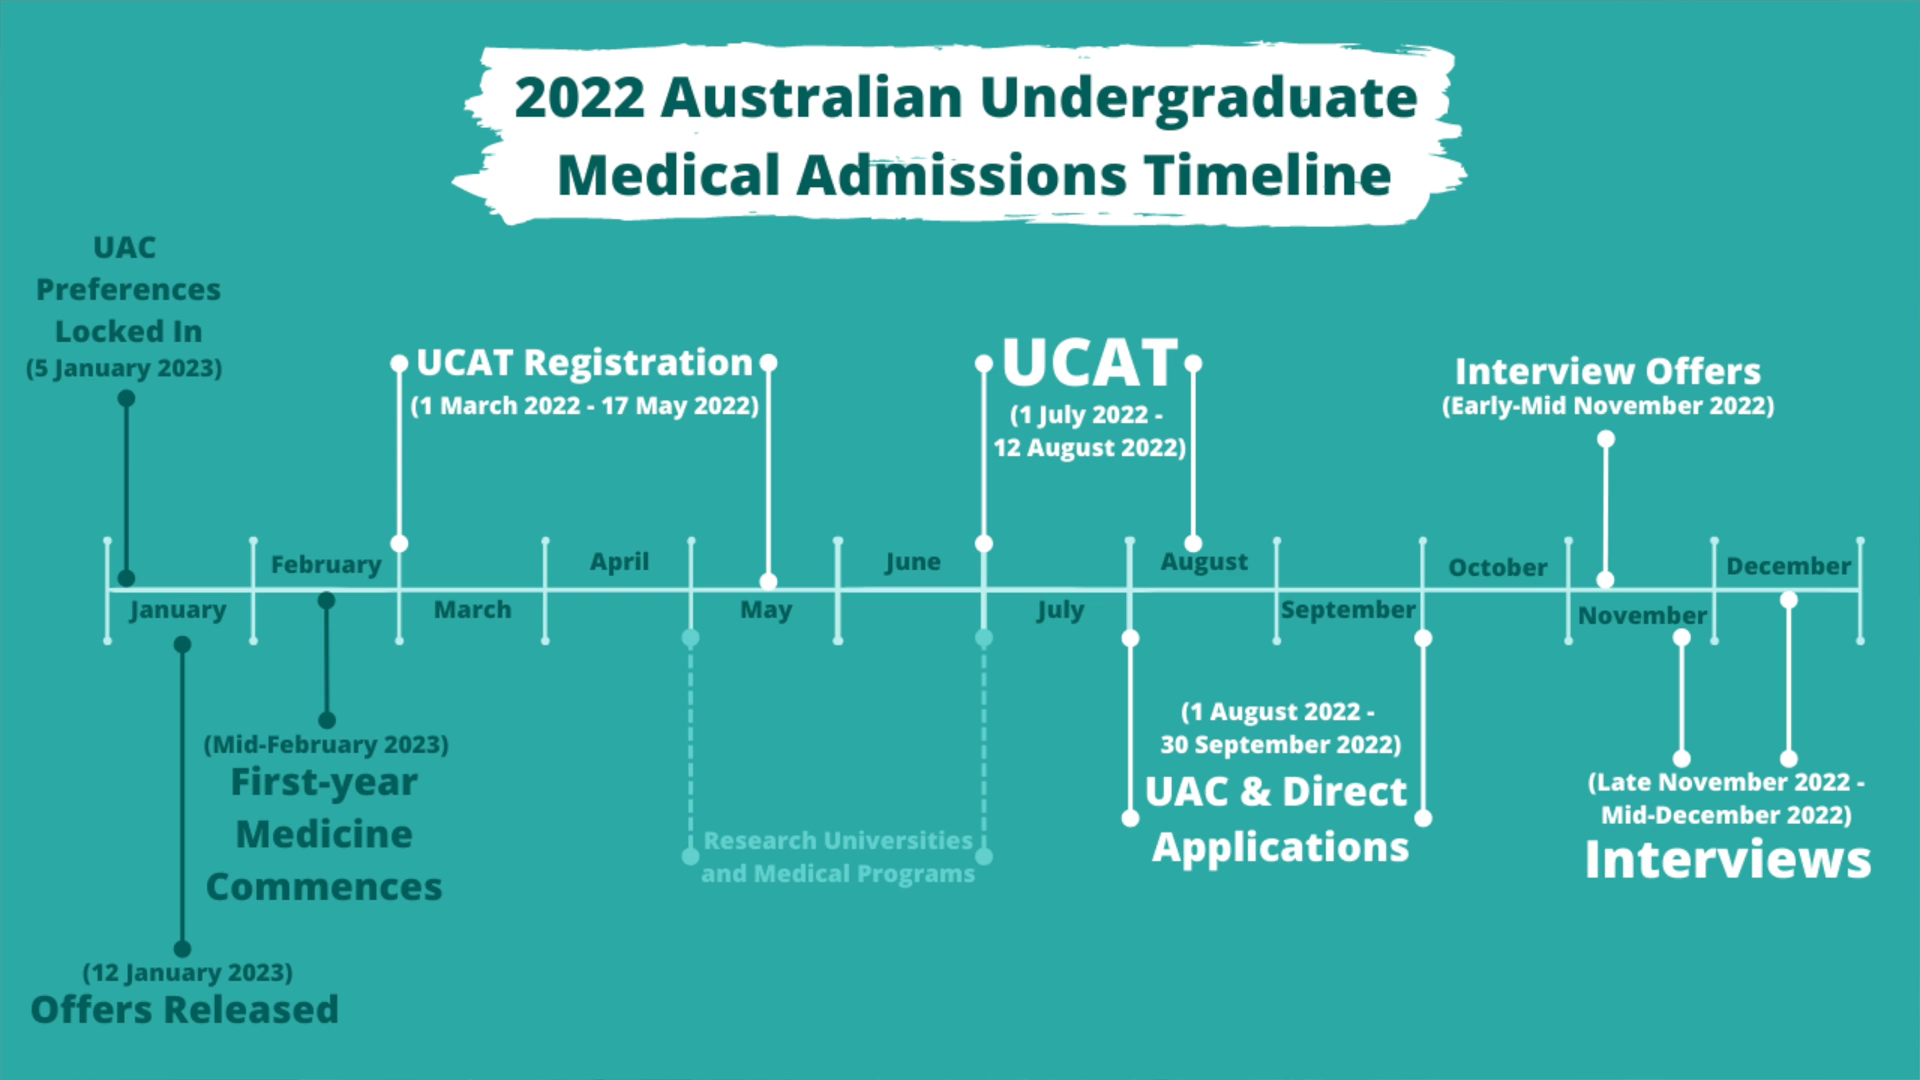 2022 Australian Undergraduate
Medical Admissions Timeline
UAC
Preferences
Locked In
(5 January 2023)
UCAT Registration
(1 March 2022 - 17 May 2022)
UCAT
(1 July 2022 -
12 August 2022)
Interview Offers
(Early-Mid November 2022)
January
February
March
April
May
June
July
August
September
October
November
December
(Mid-February 2023)
First-year
Medicine
Commences
(12 January 2023)
Offers Released
Research Universities
and Medical Programs
(1 August 2022 -
30 September 2022)
UAC & Direct
Applications
(Late November 2022 -
Mid-December 2022)
Interviews